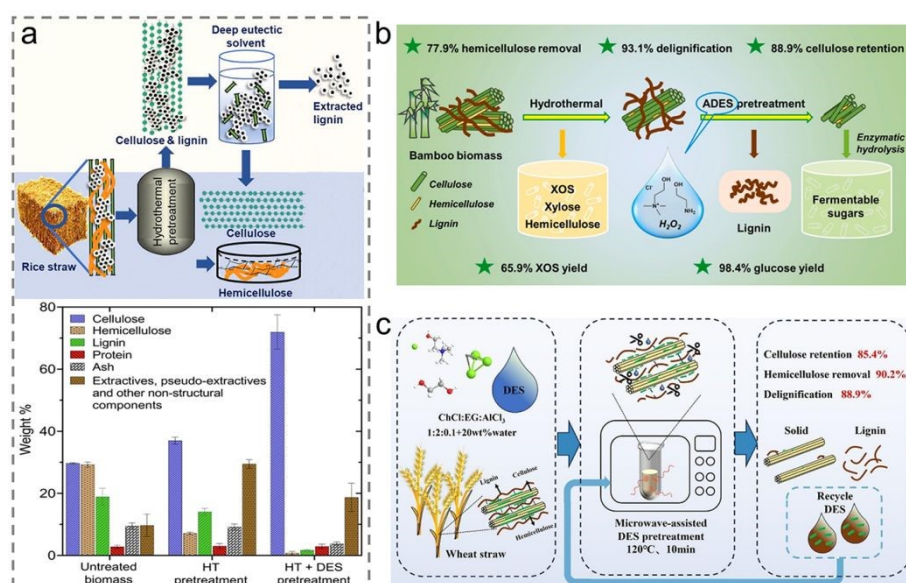 a
Deep eutectic
solvent
Extracted
lignin
Cellulose & lignin
Hydrothermal
pretreatment
Cellulose
Rice straw
Hemicellulose
80
60
40
20
0
Weight %
Cellulose
Hemicellulose
Lignin
Protein
Ash
Extractives, pseudo-extractives
and other non-structural
components
Untreated
biomass
HT
pretreatment
HT + DES
pretreatment
b
77.9% hemicellulose removal
93.1% delignification
88.9% cellulose retention
Hydrothermal
ADES pretreatment
Bamboo biomass
Enzymatic
hydrolysis
Cellulose
Hemicellulose
Lignin
XOS
Xylose
Hemicellulose
Cl⁻
OH
N⁺
OH
NH₂
H₂O₂
Lignin
Fermentable
sugars
65.9% XOS yield
98.4% glucose yield
c
DES
ChCl:EG:AlCl₃
1:2:0.1+20wt%water
Lignin
Cellulose
Hemicellulose
Wheat straw
Microwave-assisted
DES pretreatment
120℃、10min
Cellulose retention 85.4%
Hemicellulose removal 90.2%
Delignification 88.9%
Solid
Lignin
Recycle
DES